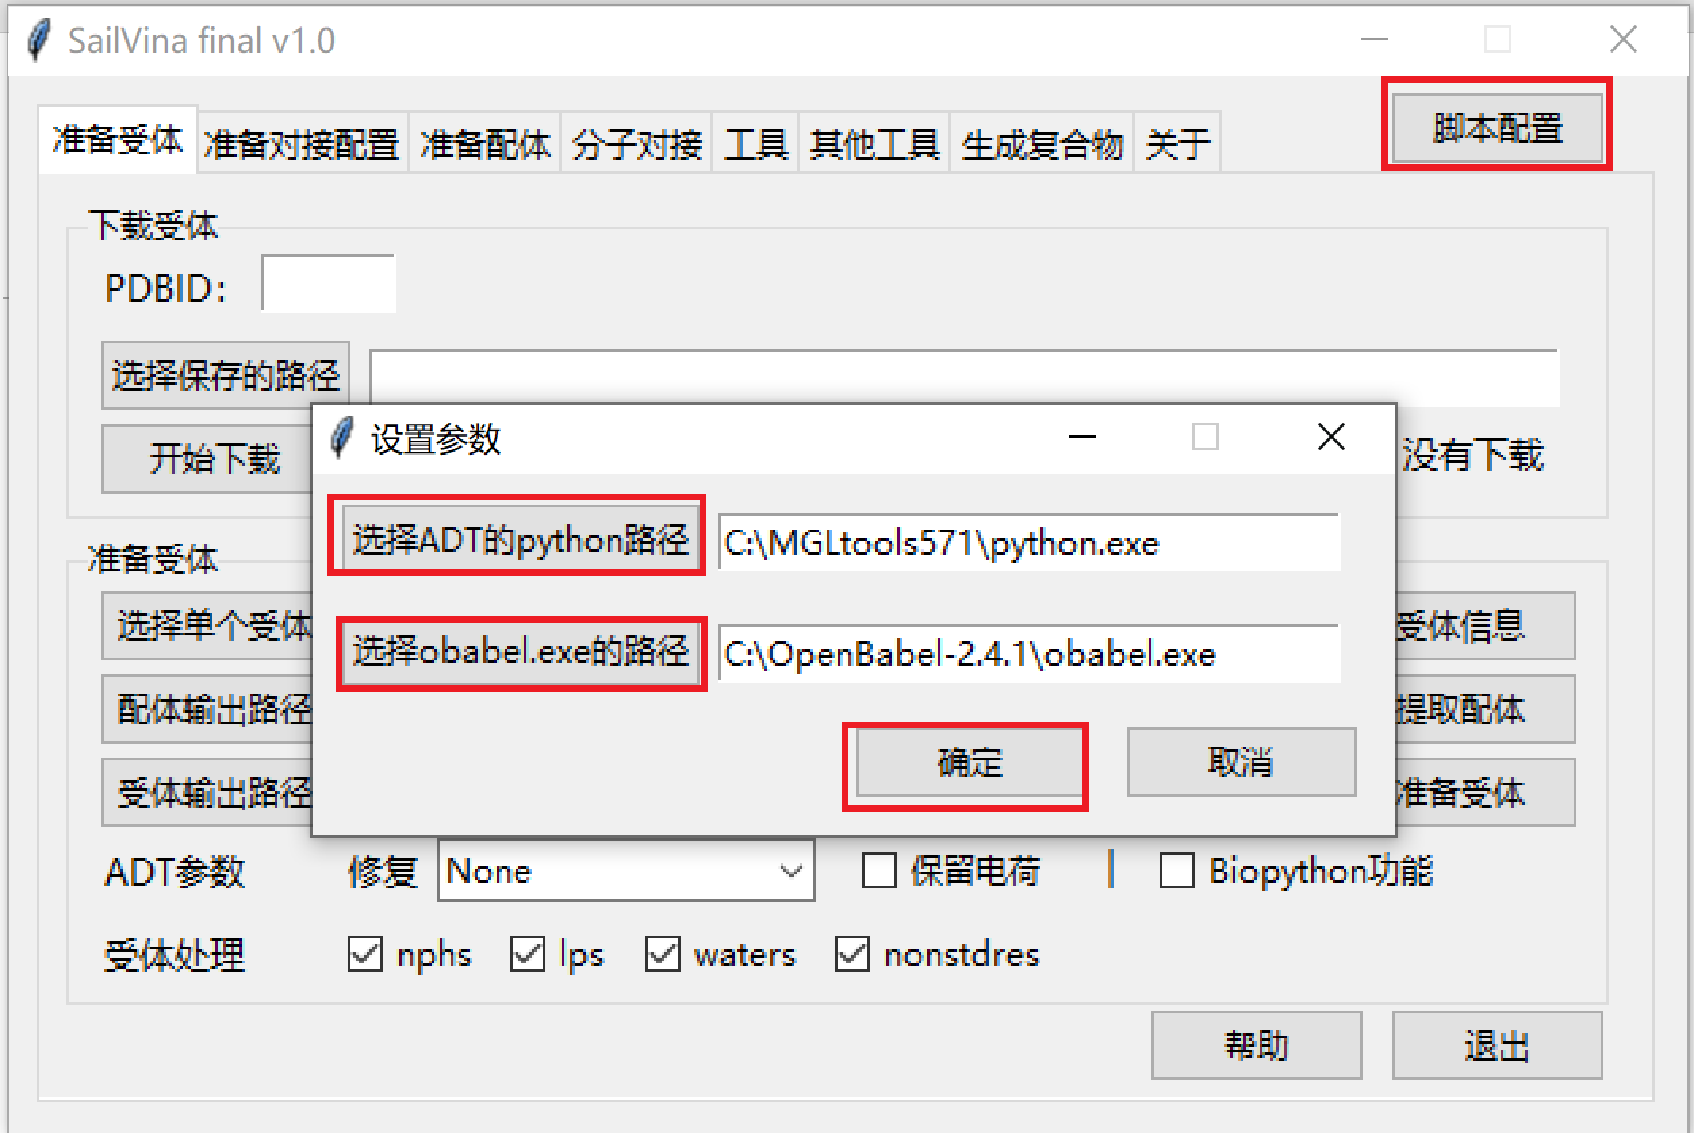 SailVina final v1.0
准备受体 准备对接配置 准备配体 分子对接 工具 其他工具 生成复合物 关于 脚本配置
下载受体
PDBID：
选择保存的路径
开始下载 没有下载
设置参数
选择ADT的python路径 C:\MGLtools571\python.exe
选择obabel.exe的路径 C:\OpenBabel-2.4.1\obabel.exe
确定 取消
准备受体
选择单个受体 受体信息
配体输出路径 提取配体
受体输出路径 准备受体
ADT参数 修复 None 保留电荷 | Biopython功能
受体处理 nphs lps waters nonstdres
帮助 退出